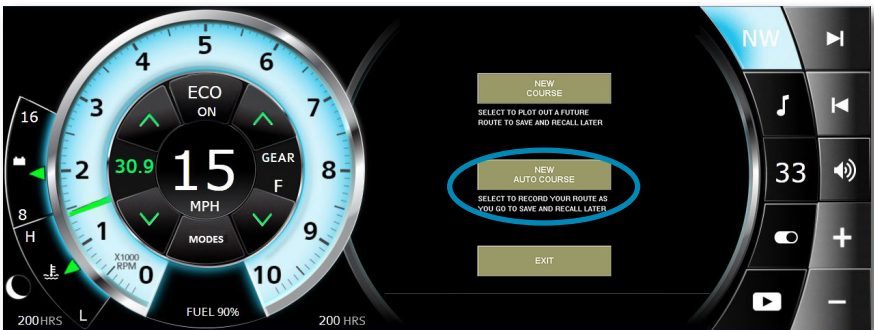 16
8
H
L
200 HRS
0
1
2
3
4
5
6
7
8
9
10
X1000
RPM
ECO
ON
30.9
15
MPH
GEAR
F
MODES
FUEL 90%
200 HRS
NEW
COURSE
SELECT TO PLOT OUT A FUTURE
ROUTE TO SAVE AND RECALL LATER
NEW
AUTO COURSE
SELECT TO RECORD YOUR ROUTE AS
YOU GO TO SAVE AND RECALL LATER
EXIT
NW
33